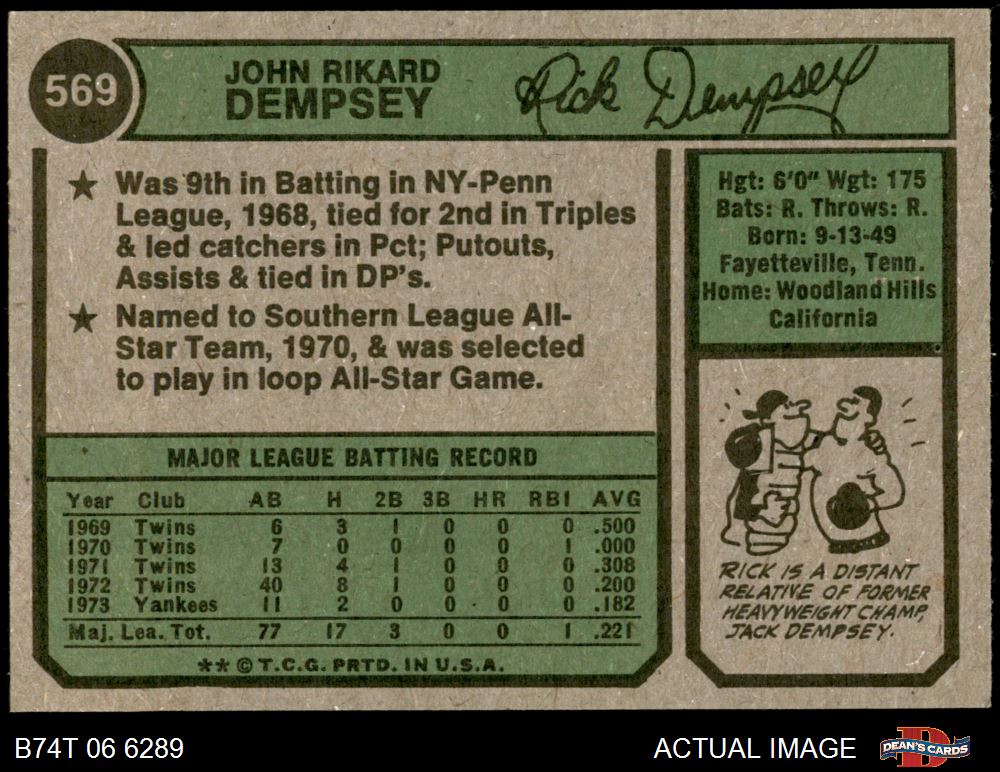 569
JOHN RIKARD
DEMPSEY
Rick Dempsey
★ Was 9th in Batting in NY-Penn
League, 1968, tied for 2nd in Triples
& led catchers in Pct; Putouts,
Assists & tied in DP's.
★ Named to Southern League All-
Star Team, 1970, & was selected
to play in loop All-Star Game.
Hgt: 6'0" Wgt: 175
Bats: R. Throws: R.
Born: 9-13-49
Fayetteville, Tenn.
Home: Woodland Hills
California
MAJOR LEAGUE BATTING RECORD
Year Club AB H 2B 3B HR RBI AVG
1969 Twins 6 3 1 0 0 0 .500
1970 Twins 7 0 0 0 0 1 .000
1971 Twins 13 4 1 0 0 0 .308
1972 Twins 40 8 1 0 0 0 .200
1973 Yankees 11 2 0 0 0 0 .182
Maj. Lea. Tot. 77 17 3 0 0 1 .221
** © T.C.G. PRTD. IN U.S.A.
RICK IS A DISTANT
RELATIVE OF FORMER
HEAVYWEIGHT CHAMP,
JACK DEMPSEY.
B74T 06 6289
ACTUAL IMAGE
D
DEAN'S CARDS